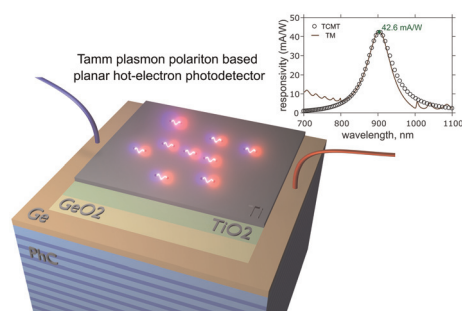 Tamm plasmon polariton based
planar hot-electron photodetector
responsivity (mA/W)
50
40
30
20
10
0
42.6 mA/W
TCMT
TM
700
800
900
1000
1100
wavelength, nm
Ti
GeO2
TiO2
Ge
PhC